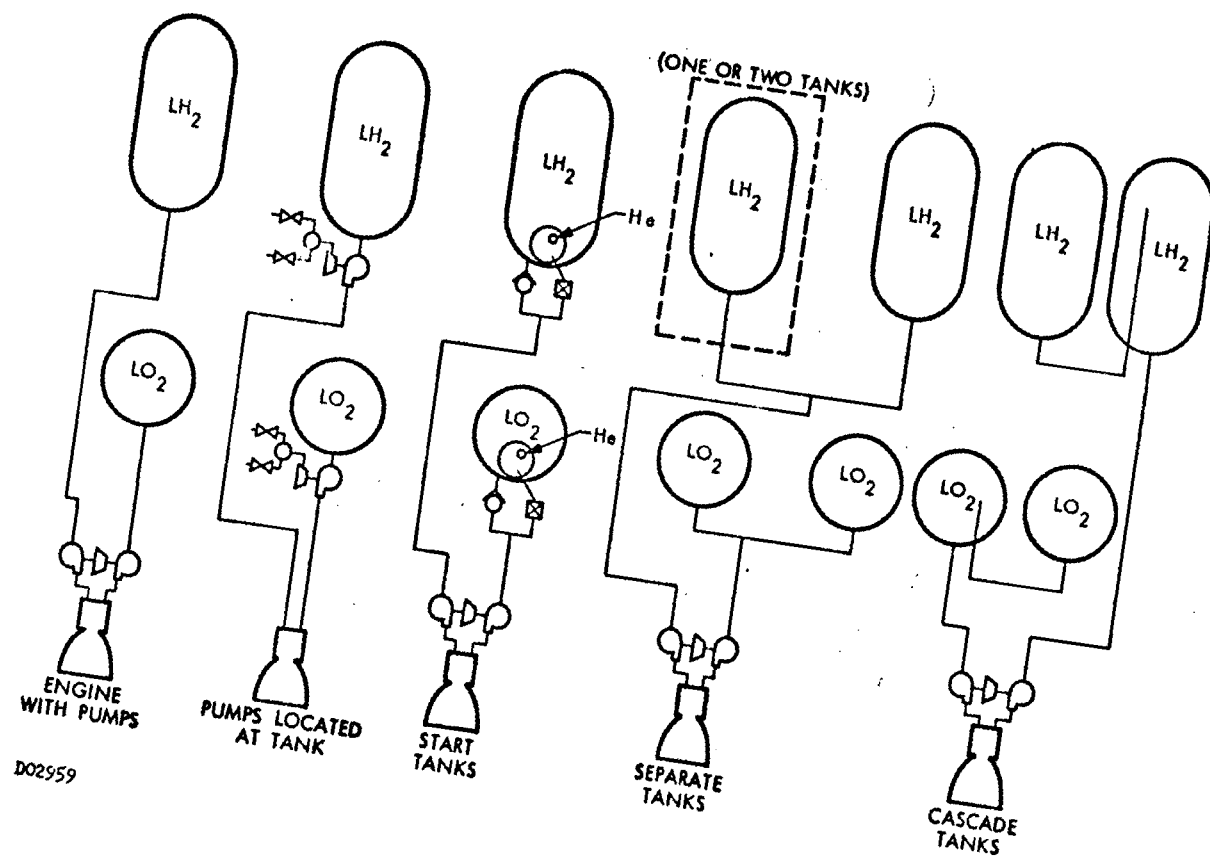 (ONE OR TWO TANKS)
LH2
LH2
LH2
He
LH2
LH2
LH2
LH2
LO2
LO2
LO2
He
LO2
LO2
LO2
LO2
ENGINE
WITH PUMPS
PUMPS LOCATED
AT TANK
START
TANKS
SEPARATE
TANKS
CASCADE
TANKS
D02959